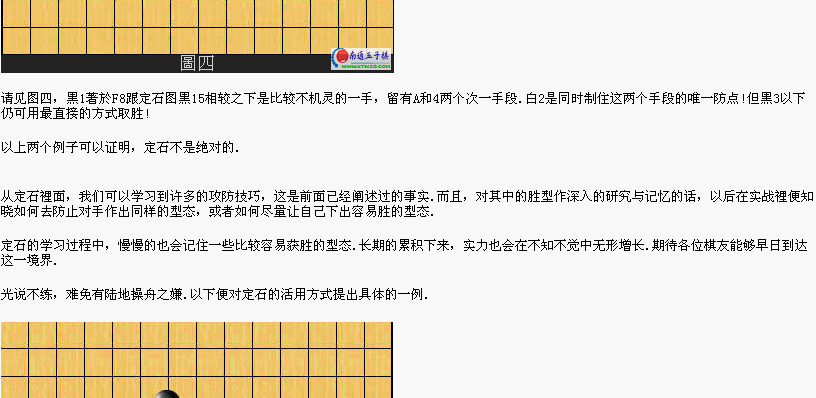 南通五子棋
WWW.NTWZQ.COM
圖四
请见图四，黑1著於F8跟定石图黑15相较之下是比较不机灵的一手，留有A和4两个次一手段.白2是同时制住这两个手段的唯一防点!但黑3以下
仍可用最直接的方式取胜!
以上两个例子可以证明，定石不是绝对的.
从定石裡面，我们可以学习到许多的攻防技巧，这是前面已经阐述过的事实.而且，对其中的胜型作深入的研究与记忆的话，以后在实战裡便知
晓如何去防止对手作出同样的型态，或者如何尽量让自己下出容易胜的型态.
定石的学习过程中，慢慢的也会记住一些比较容易获胜的型态.长期的累积下来，实力也会在不知不觉中无形增长.期待各位棋友能够早日到达
这一境界.
光说不练，难免有陆地操舟之嫌.以下便对定石的活用方式提出具体的一例.